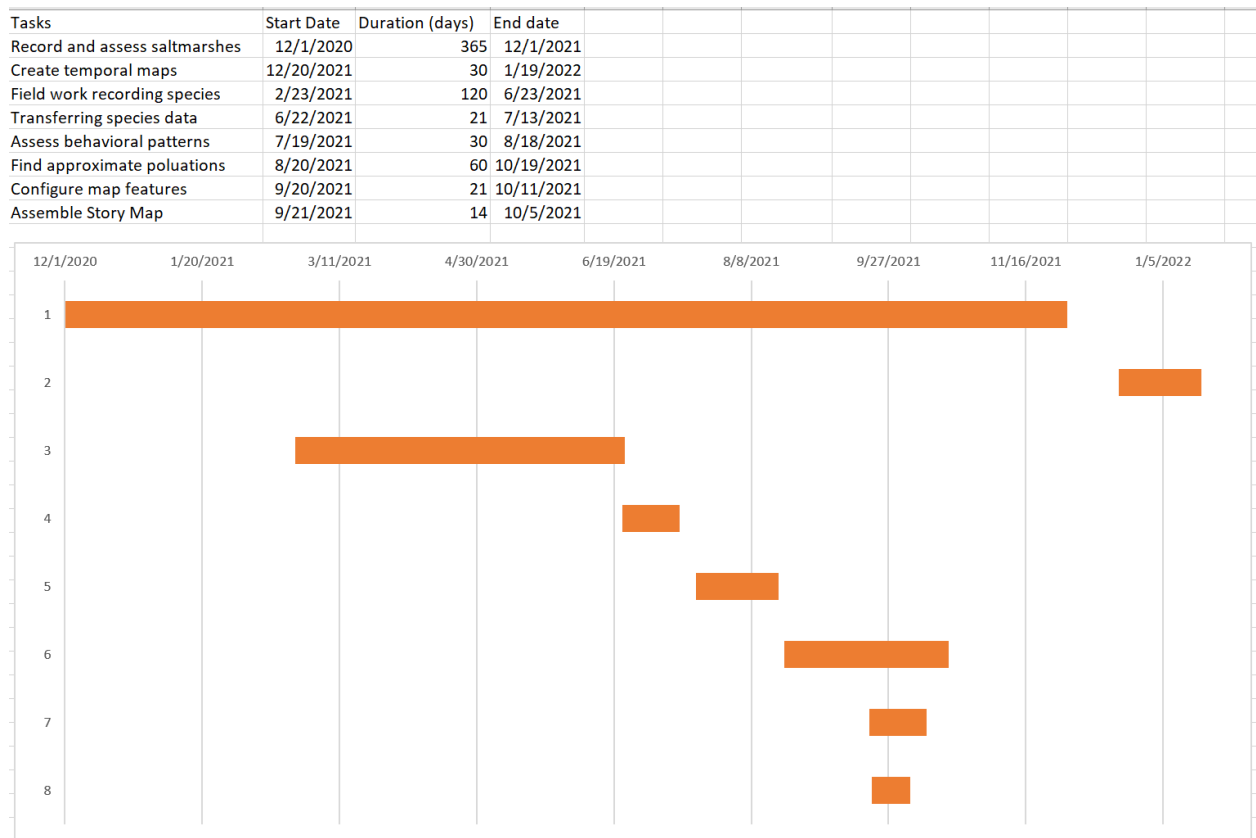 Tasks Start Date Duration (days) End date
Record and assess saltmarshes 12/1/2020 365 12/1/2021
Create temporal maps 12/20/2021 30 1/19/2022
Field work recording species 2/23/2021 120 6/23/2021
Transferring species data 6/22/2021 21 7/13/2021
Assess behavioral patterns 7/19/2021 30 8/18/2021
Find approximate poluations 8/20/2021 60 10/19/2021
Configure map features 9/20/2021 21 10/11/2021
Assemble Story Map 9/21/2021 14 10/5/2021
12/1/2020 1/20/2021 3/11/2021 4/30/2021 6/19/2021 8/8/2021 9/27/2021 11/16/2021 1/5/2022
1
2
3
4
5
6
7
8